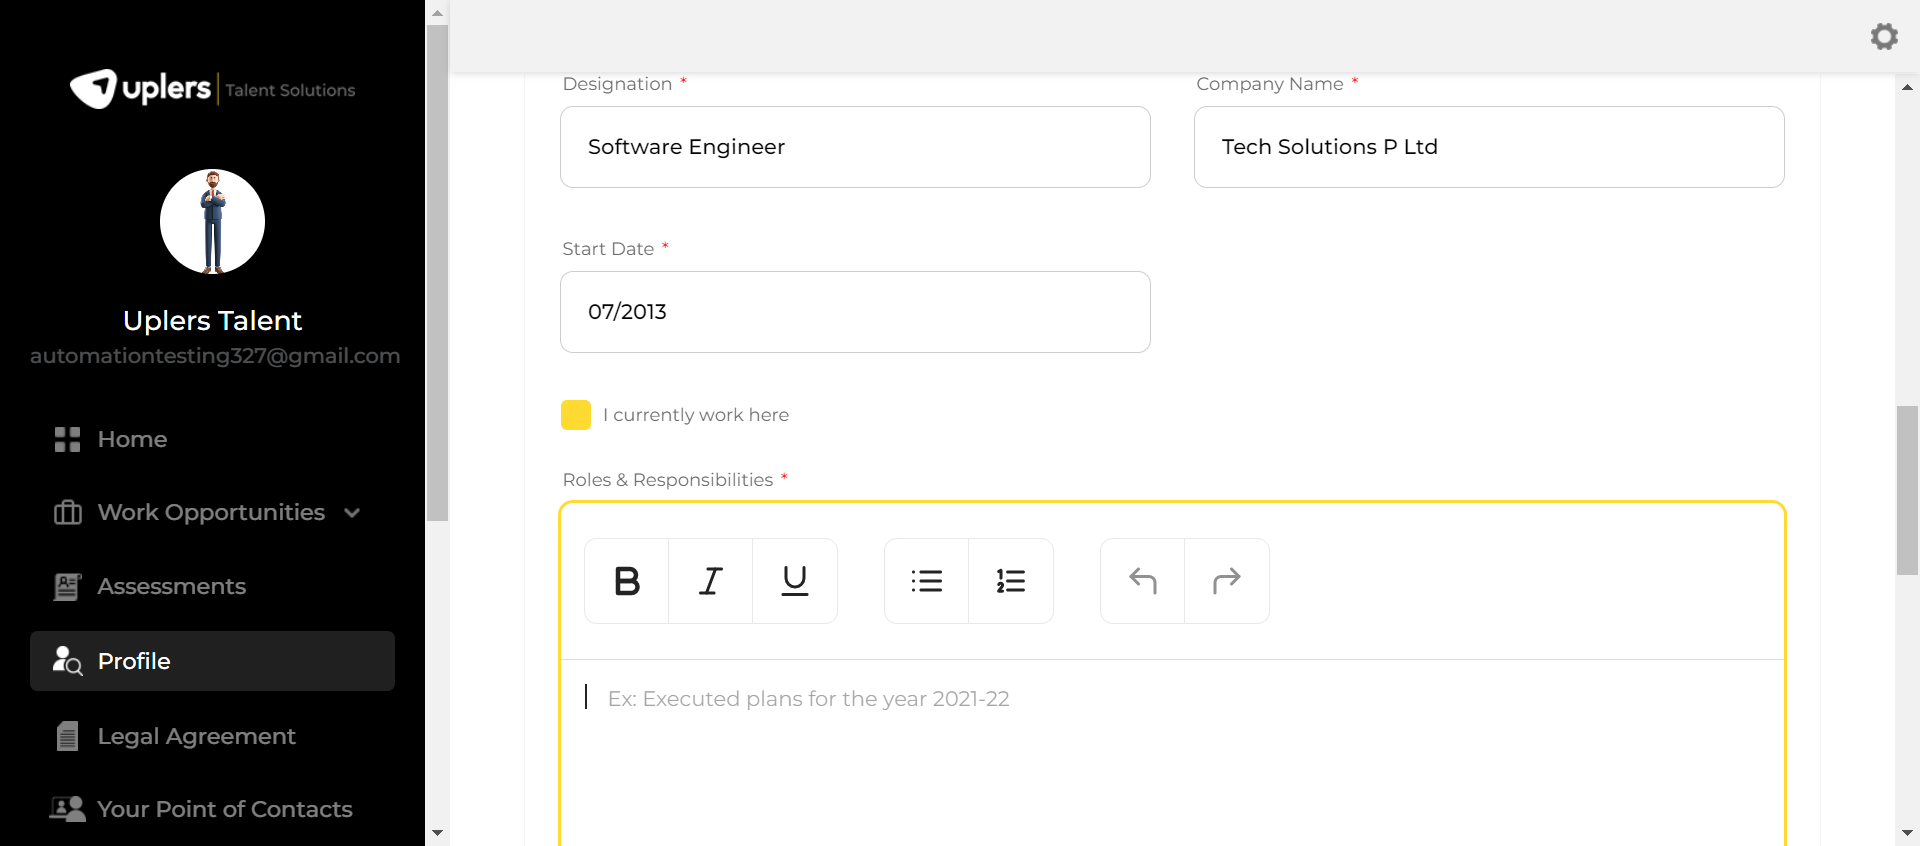 uplers Talent Solutions
Uplers Talent
automationtesting327@gmail.com
Home
Work Opportunities
Assessments
Profile
Legal Agreement
Your Point of Contacts
Designation *
Company Name *
Software Engineer
Tech Solutions P Ltd
Start Date *
07/2013
I currently work here
Roles & Responsibilities *
B I U
Ex: Executed plans for the year 2021-22